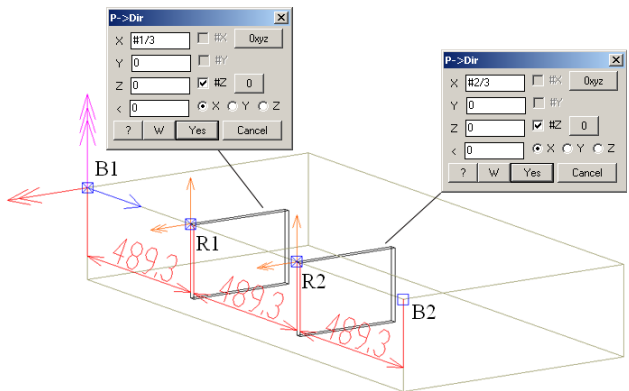 P->Dir
X #1/3 #X 0xyz
Y 0 #Y
Z 0 #Z 0
< 0 X Y Z
? W Yes Cancel
P->Dir
X #2/3 #X 0xyz
Y 0 #Y
Z 0 #Z 0
< 0 X Y Z
? W Yes Cancel
B1
R1
R2
B2
489.3
489.3
489.3